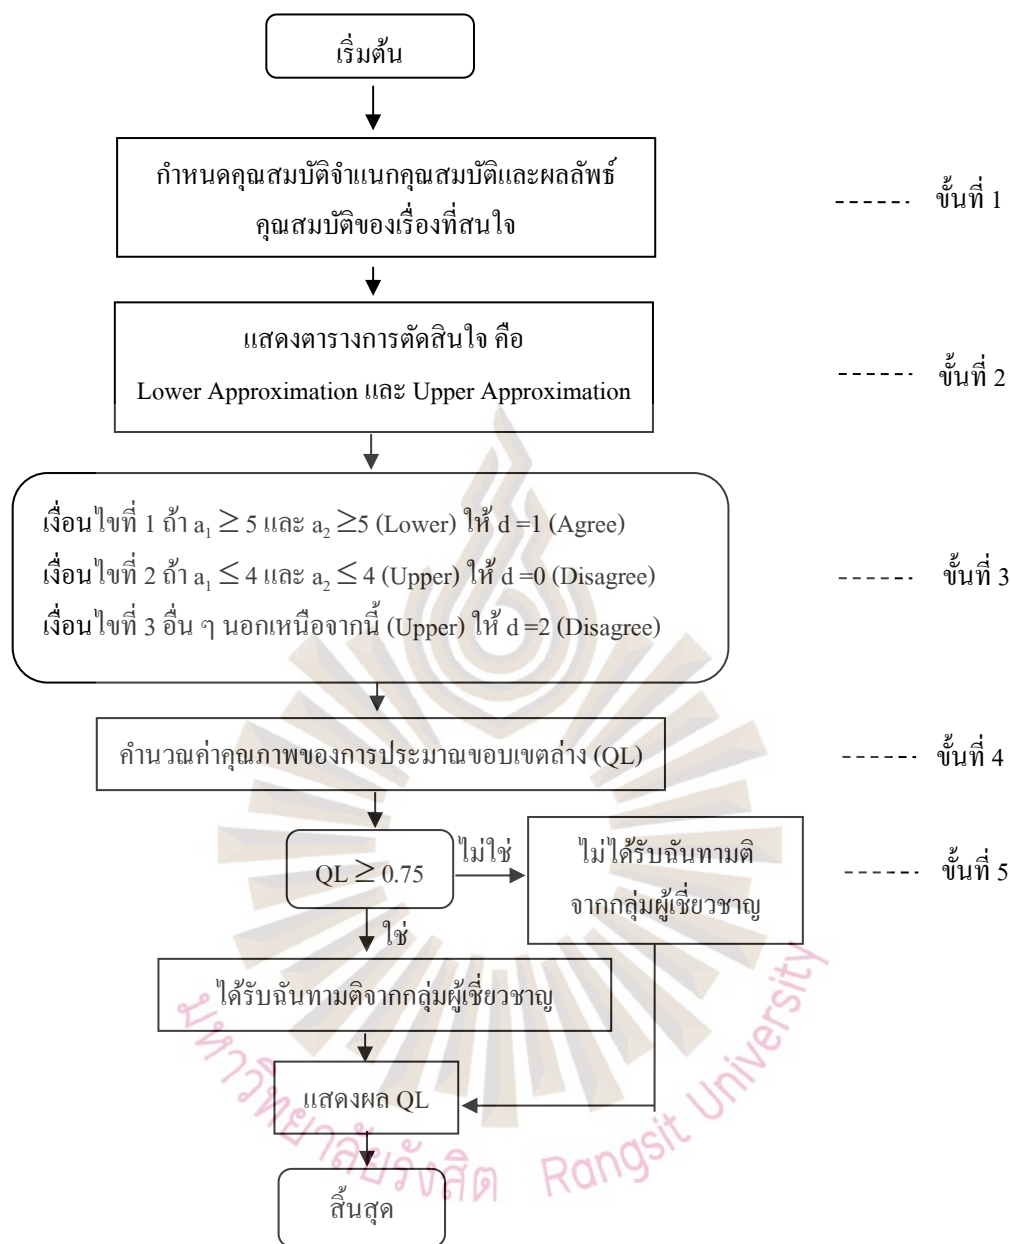 เริ่มต้น
กำหนดคุณสมบัติจำแนกคุณสมบัติและผลลัพธ์
คุณสมบัติของเรื่องที่สนใจ
------ ขั้นที่ 1
แสดงตารางการตัดสินใจ คือ
Lower Approximation และ Upper Approximation
------ ขั้นที่ 2
เงื่อนไขที่ 1 ถ้า a₁ ≥ 5 และ a₂ ≥5 (Lower) ให้ d =1 (Agree)
เงื่อนไขที่ 2 ถ้า a₁ ≤ 4 และ a₂ ≤ 4 (Upper) ให้ d =0 (Disagree)
เงื่อนไขที่ 3 อื่น ๆ นอกเหนือจากนี้ (Upper) ให้ d =2 (Disagree)
------ ขั้นที่ 3
คำนวณค่าคุณภาพของการประมาณขอบเขตล่าง (QL)
------ ขั้นที่ 4
QL ≥ 0.75
ไม่ใช่
ไม่ได้รับฉันทามติ
จากกลุ่มผู้เชี่ยวชาญ
------ ขั้นที่ 5
ใช่
ได้รับฉันทามติจากกลุ่มผู้เชี่ยวชาญ
แสดงผล QL
สิ้นสุด
มหาวิทยาลัยรังสิต Rangsit University